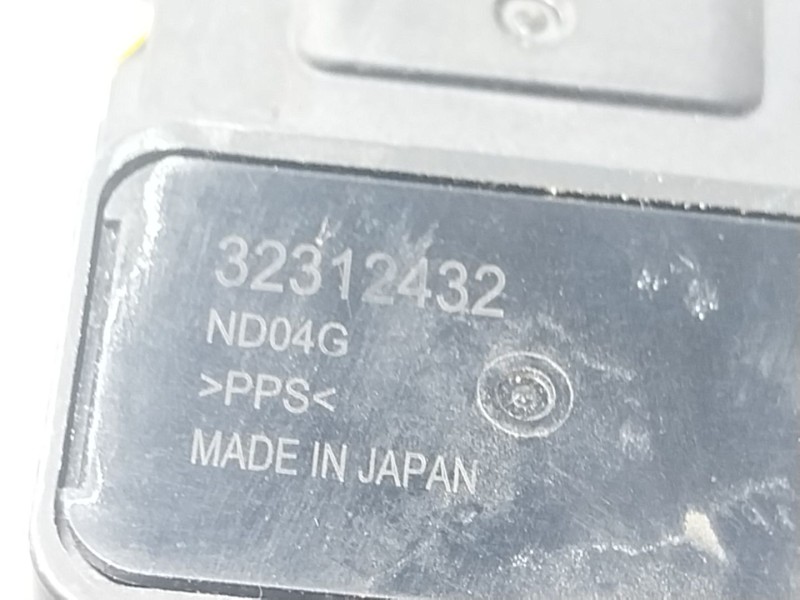 32312432
ND04G
>PPS<
MADE IN JAPAN